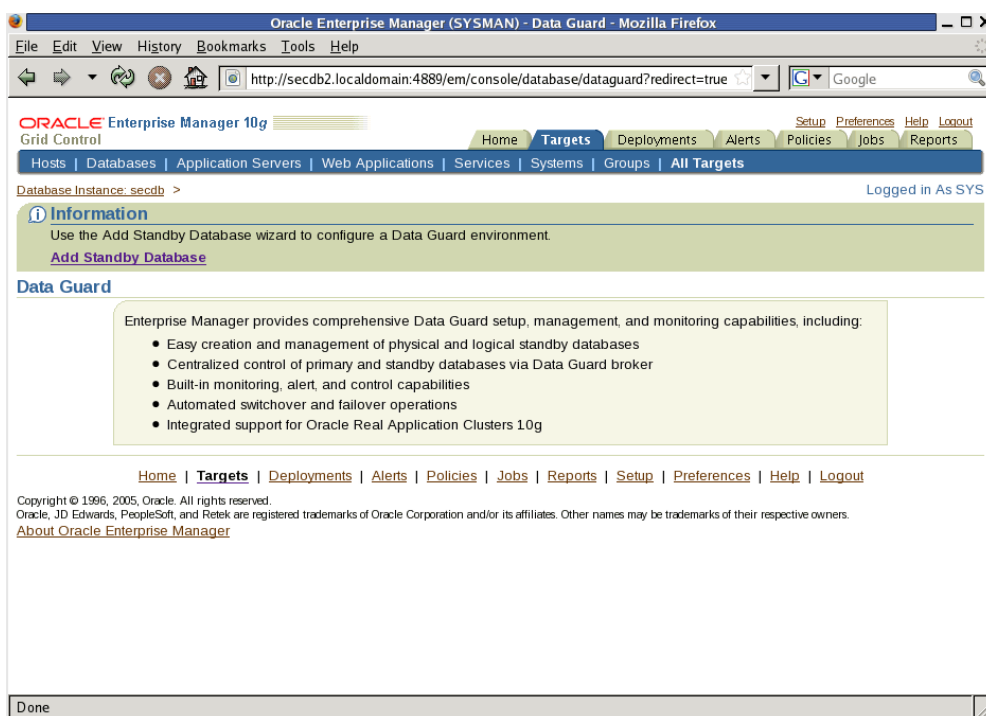 Oracle Enterprise Manager (SYSMAN) - Data Guard - Mozilla Firefox
File Edit View History Bookmarks Tools Help
http://secdb2.localdomain:4889/em/console/database/dataguard?redirect=true G Google
ORACLE Enterprise Manager 10g
Grid Control
Setup Preferences Help Logout
Home Targets Deployments Alerts Policies Jobs Reports
Hosts | Databases | Application Servers | Web Applications | Services | Systems | Groups | All Targets
Database Instance: secdb > Logged in As SYS
i Information
Use the Add Standby Database wizard to configure a Data Guard environment.
Add Standby Database
Data Guard
Enterprise Manager provides comprehensive Data Guard setup, management, and monitoring capabilities, including:
• Easy creation and management of physical and logical standby databases
• Centralized control of primary and standby databases via Data Guard broker
• Built-in monitoring, alert, and control capabilities
• Automated switchover and failover operations
• Integrated support for Oracle Real Application Clusters 10g
Home | Targets | Deployments | Alerts | Policies | Jobs | Reports | Setup | Preferences | Help | Logout
Copyright © 1996, 2005, Oracle. All rights reserved.
Oracle, JD Edwards, PeopleSoft, and Retek are registered trademarks of Oracle Corporation and/or its affiliates. Other names may be trademarks of their respective owners.
About Oracle Enterprise Manager
Done